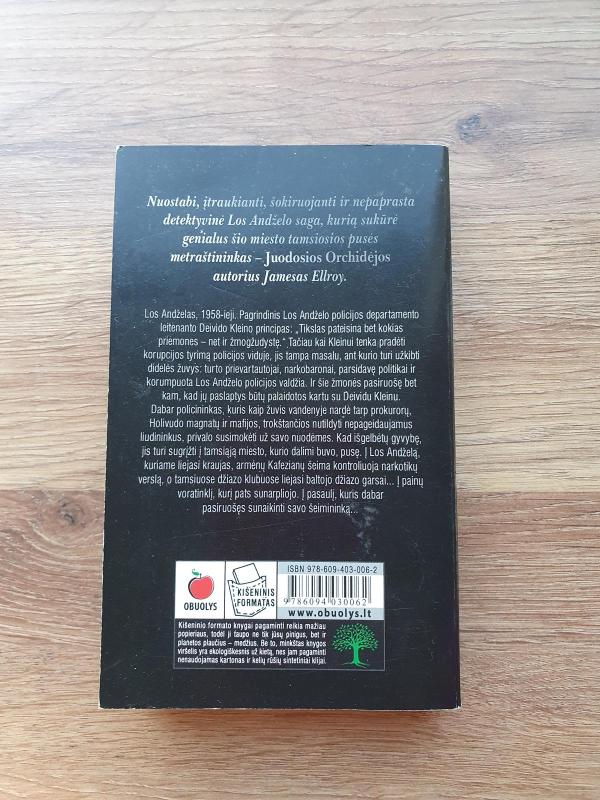 Nuostabi, įtraukianti, šokiruojanti ir nepaprasta
detektyvinė Los Andželo saga, kurią sukūrė
genialus šio miesto tamsiosios pusės
metraštininkas – Juodosios Orchidėjos
autorius Jamesas Ellroy.
Los Andželas, 1958-ieji. Pagrindinis Los Andželo policijos departamento
leitenanto Deivido Kleino principas: „Tikslas pateisina bet kokias
priemones – net ir žmogžudystę.“ Tačiau kai Kleinui tenka pradėti
korupcijos tyrimą policijos viduje, jis tampa masalu, ant kurio turi užkibti
didelės žuvys: turto prievartautojai, narkobaronai, parsidavę politikai ir
korumpuota Los Andželo policijos valdžia. Ir šie žmonės pasiruošę bet
kam, kad jų paslaptys būtų palaidotos kartu su Deividu Kleinu.
Dabar policininkas, kuris kaip žuvis vandenyje nardė tarp prokurorų,
Holivudo magnatų ir mafijos, trokštančios nutildyti nepageidaujamus
liudininkus, privalo susimokėti už savo nuodėmes. Kad išgelbėtų gyvybę,
jis turi sugrįžti į tamsiąją miesto, kurio dalimi buvo, pusę. Į Los Andželą,
kuriame liejasi kraujas, armėnų Kafezianų šeima kontroliuoja narkotikų
verslą, o tamsiuose džiazo klubuose liejasi baltojo džiazo garsai... Į painų
voratinklį, kurį pats sunarpliojo. Į pasaulį, kuris dabar
pasiruošęs sunaikinti savo šeimininką...
OBUOLYS
KIŠENINIS
FORMATAS
ISBN 978-609-403-006-2
9786094030062
www.obuolys.lt
Kišeninio formato knygai pagaminti reikia mažiau
popieriaus, todėl ji taupo ne tik jūsų pinigus, bet ir
planetos plaučius – medžius. Be to, minkštas knygos
viršelis yra ekologiškesnis už kietą, nes jam pagaminti
nenaudojamas kartonas ir kelių rūšių sintetiniai klijai.